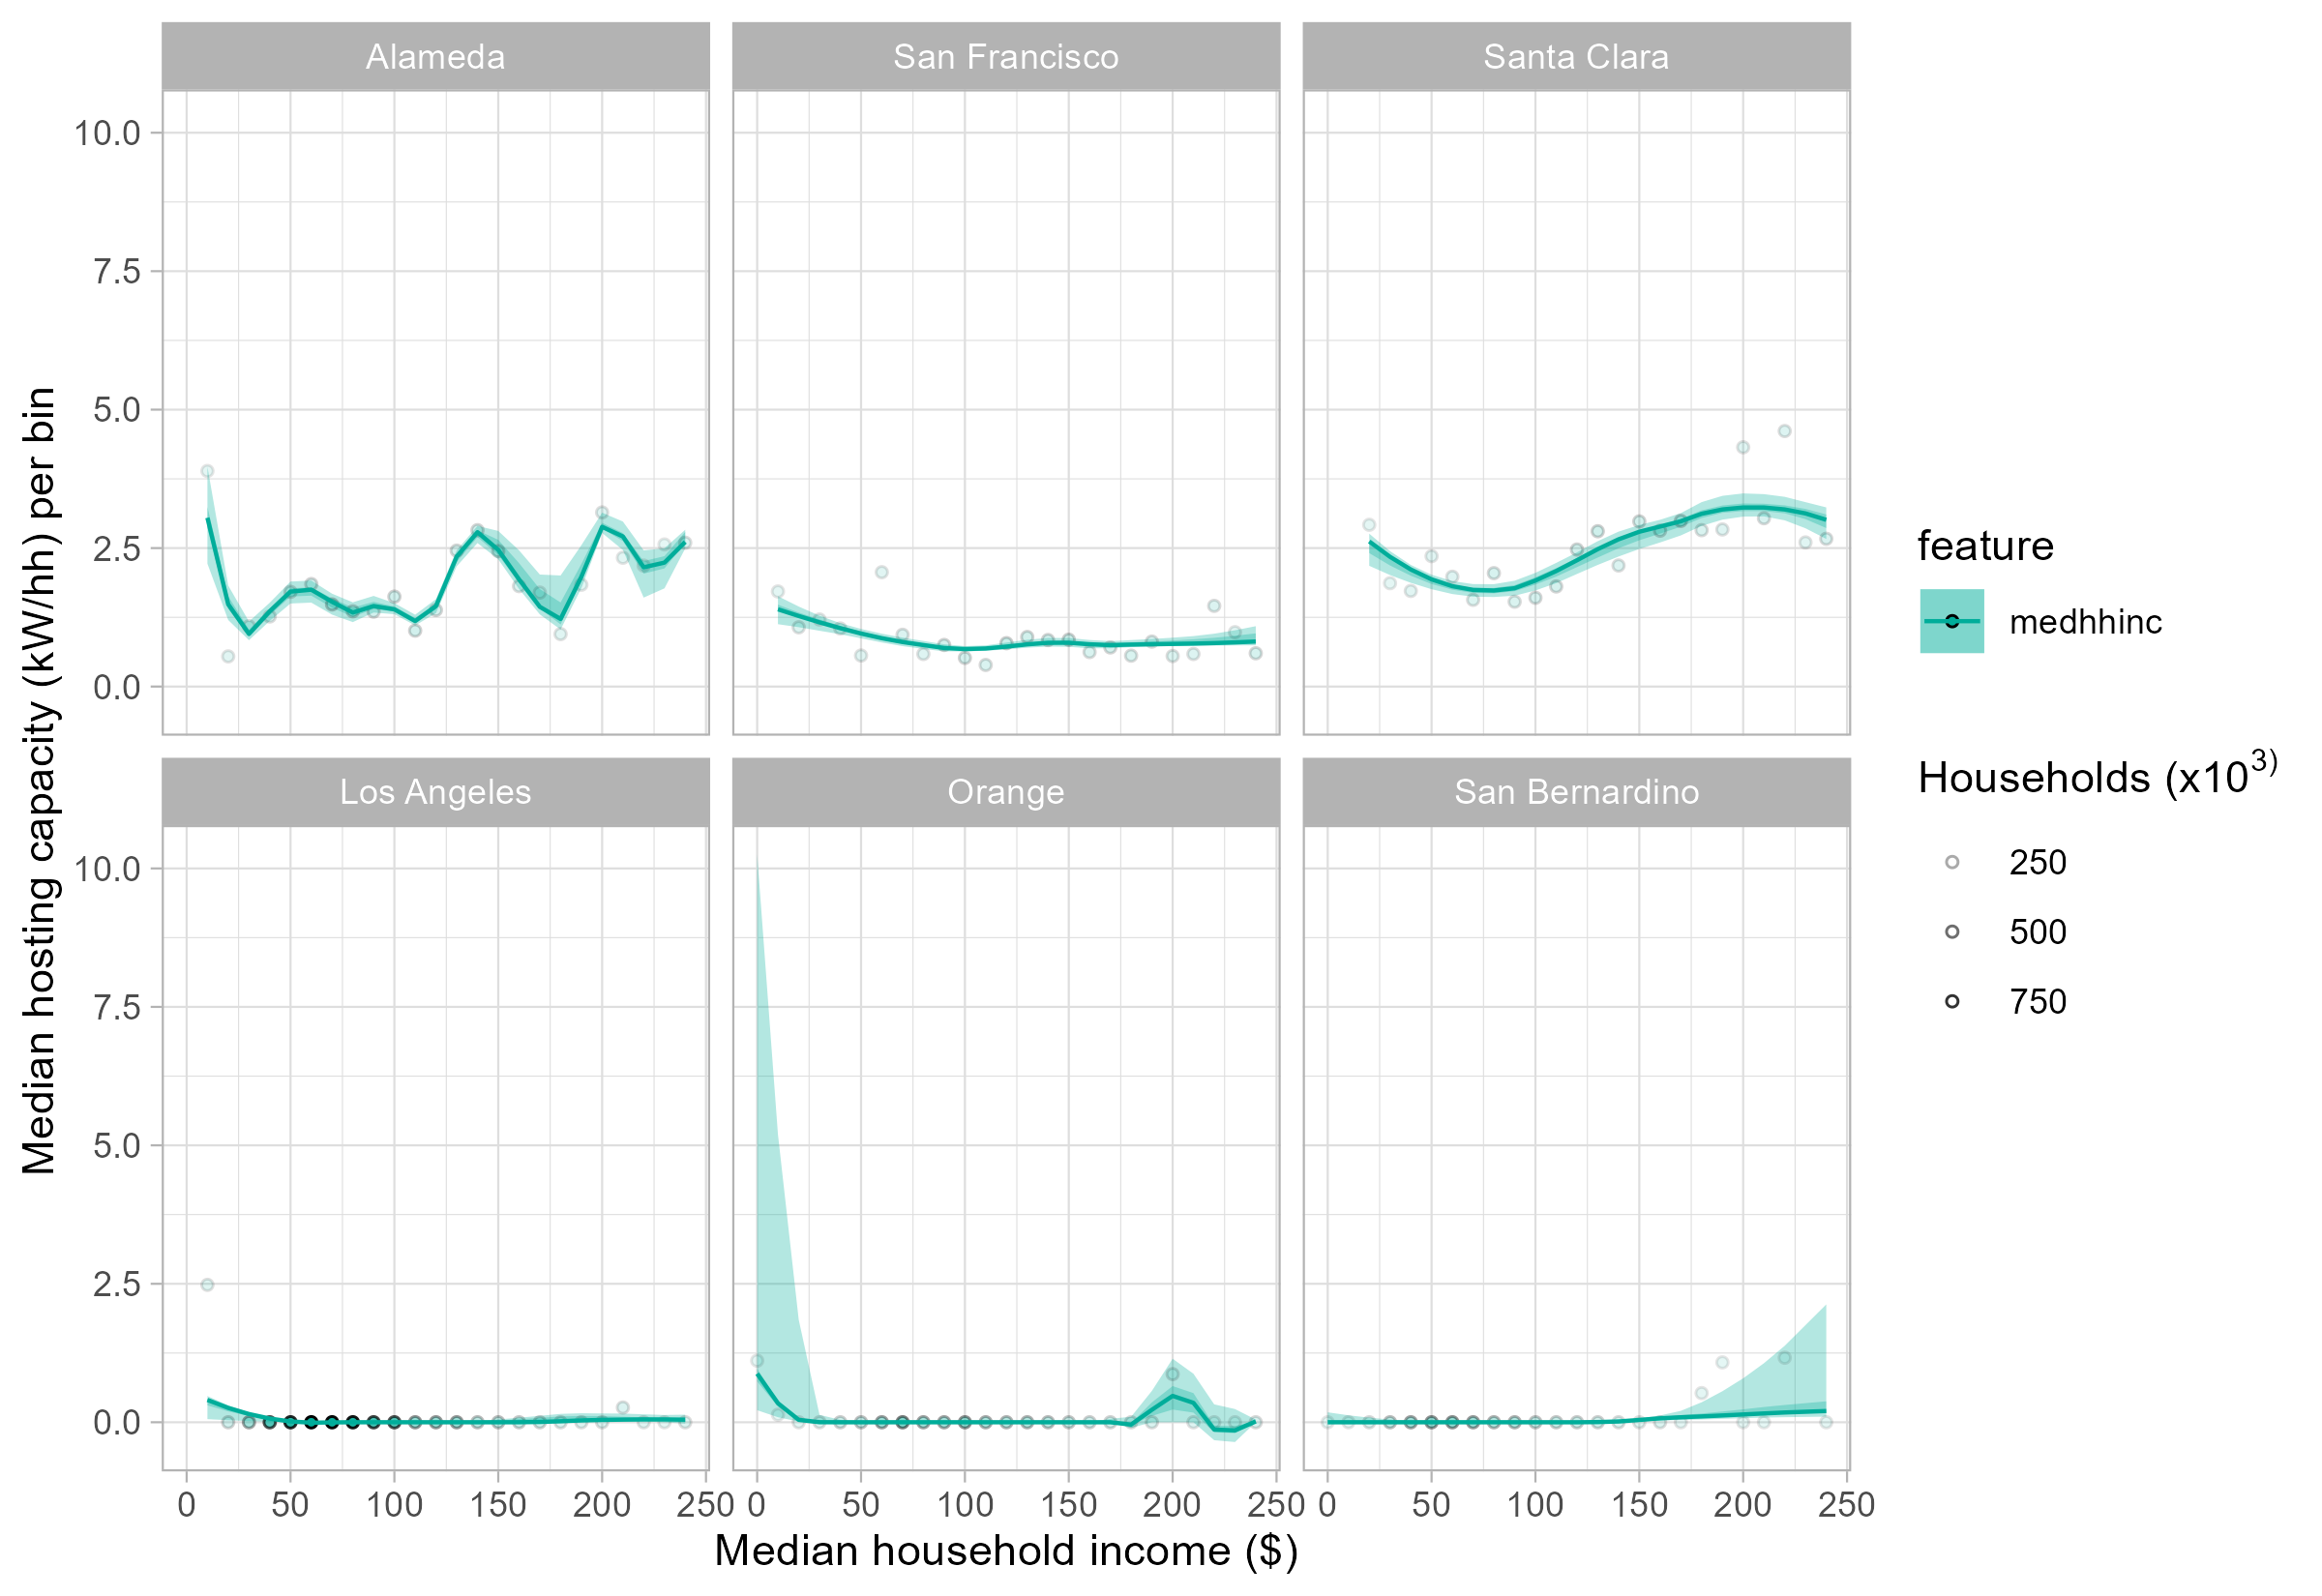 Alameda
San Francisco
Santa Clara
10.0
7.5
5.0
2.5
0.0
Los Angeles
Orange
San Bernardino
10.0
7.5
5.0
2.5
0.0
0 50 100 150 200 250
0 50 100 150 200 250
0 50 100 150 200 250
Median household income ($)
Median hosting capacity (kW/hh) per bin
feature
medhhinc
Households (x10³⁾
250
500
750